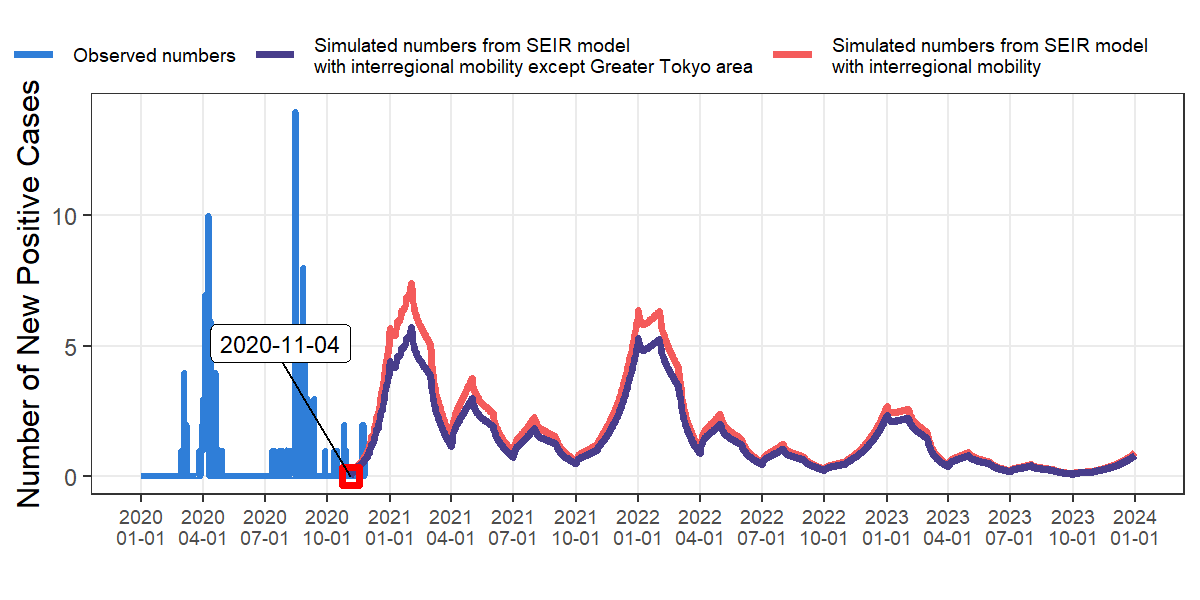 Observed numbers
Simulated numbers from SEIR model
with interregional mobility except Greater Tokyo area
Simulated numbers from SEIR model
with interregional mobility
Number of New Positive Cases
10
5
0
2020-11-04
2020 2020 2020 2020 2021 2021 2021 2021 2022 2022 2022 2022 2023 2023 2023 2023 2024
01-01 04-01 07-01 10-01 01-01 04-01 07-01 10-01 01-01 04-01 07-01 10-01 01-01 04-01 07-01 10-01 01-01